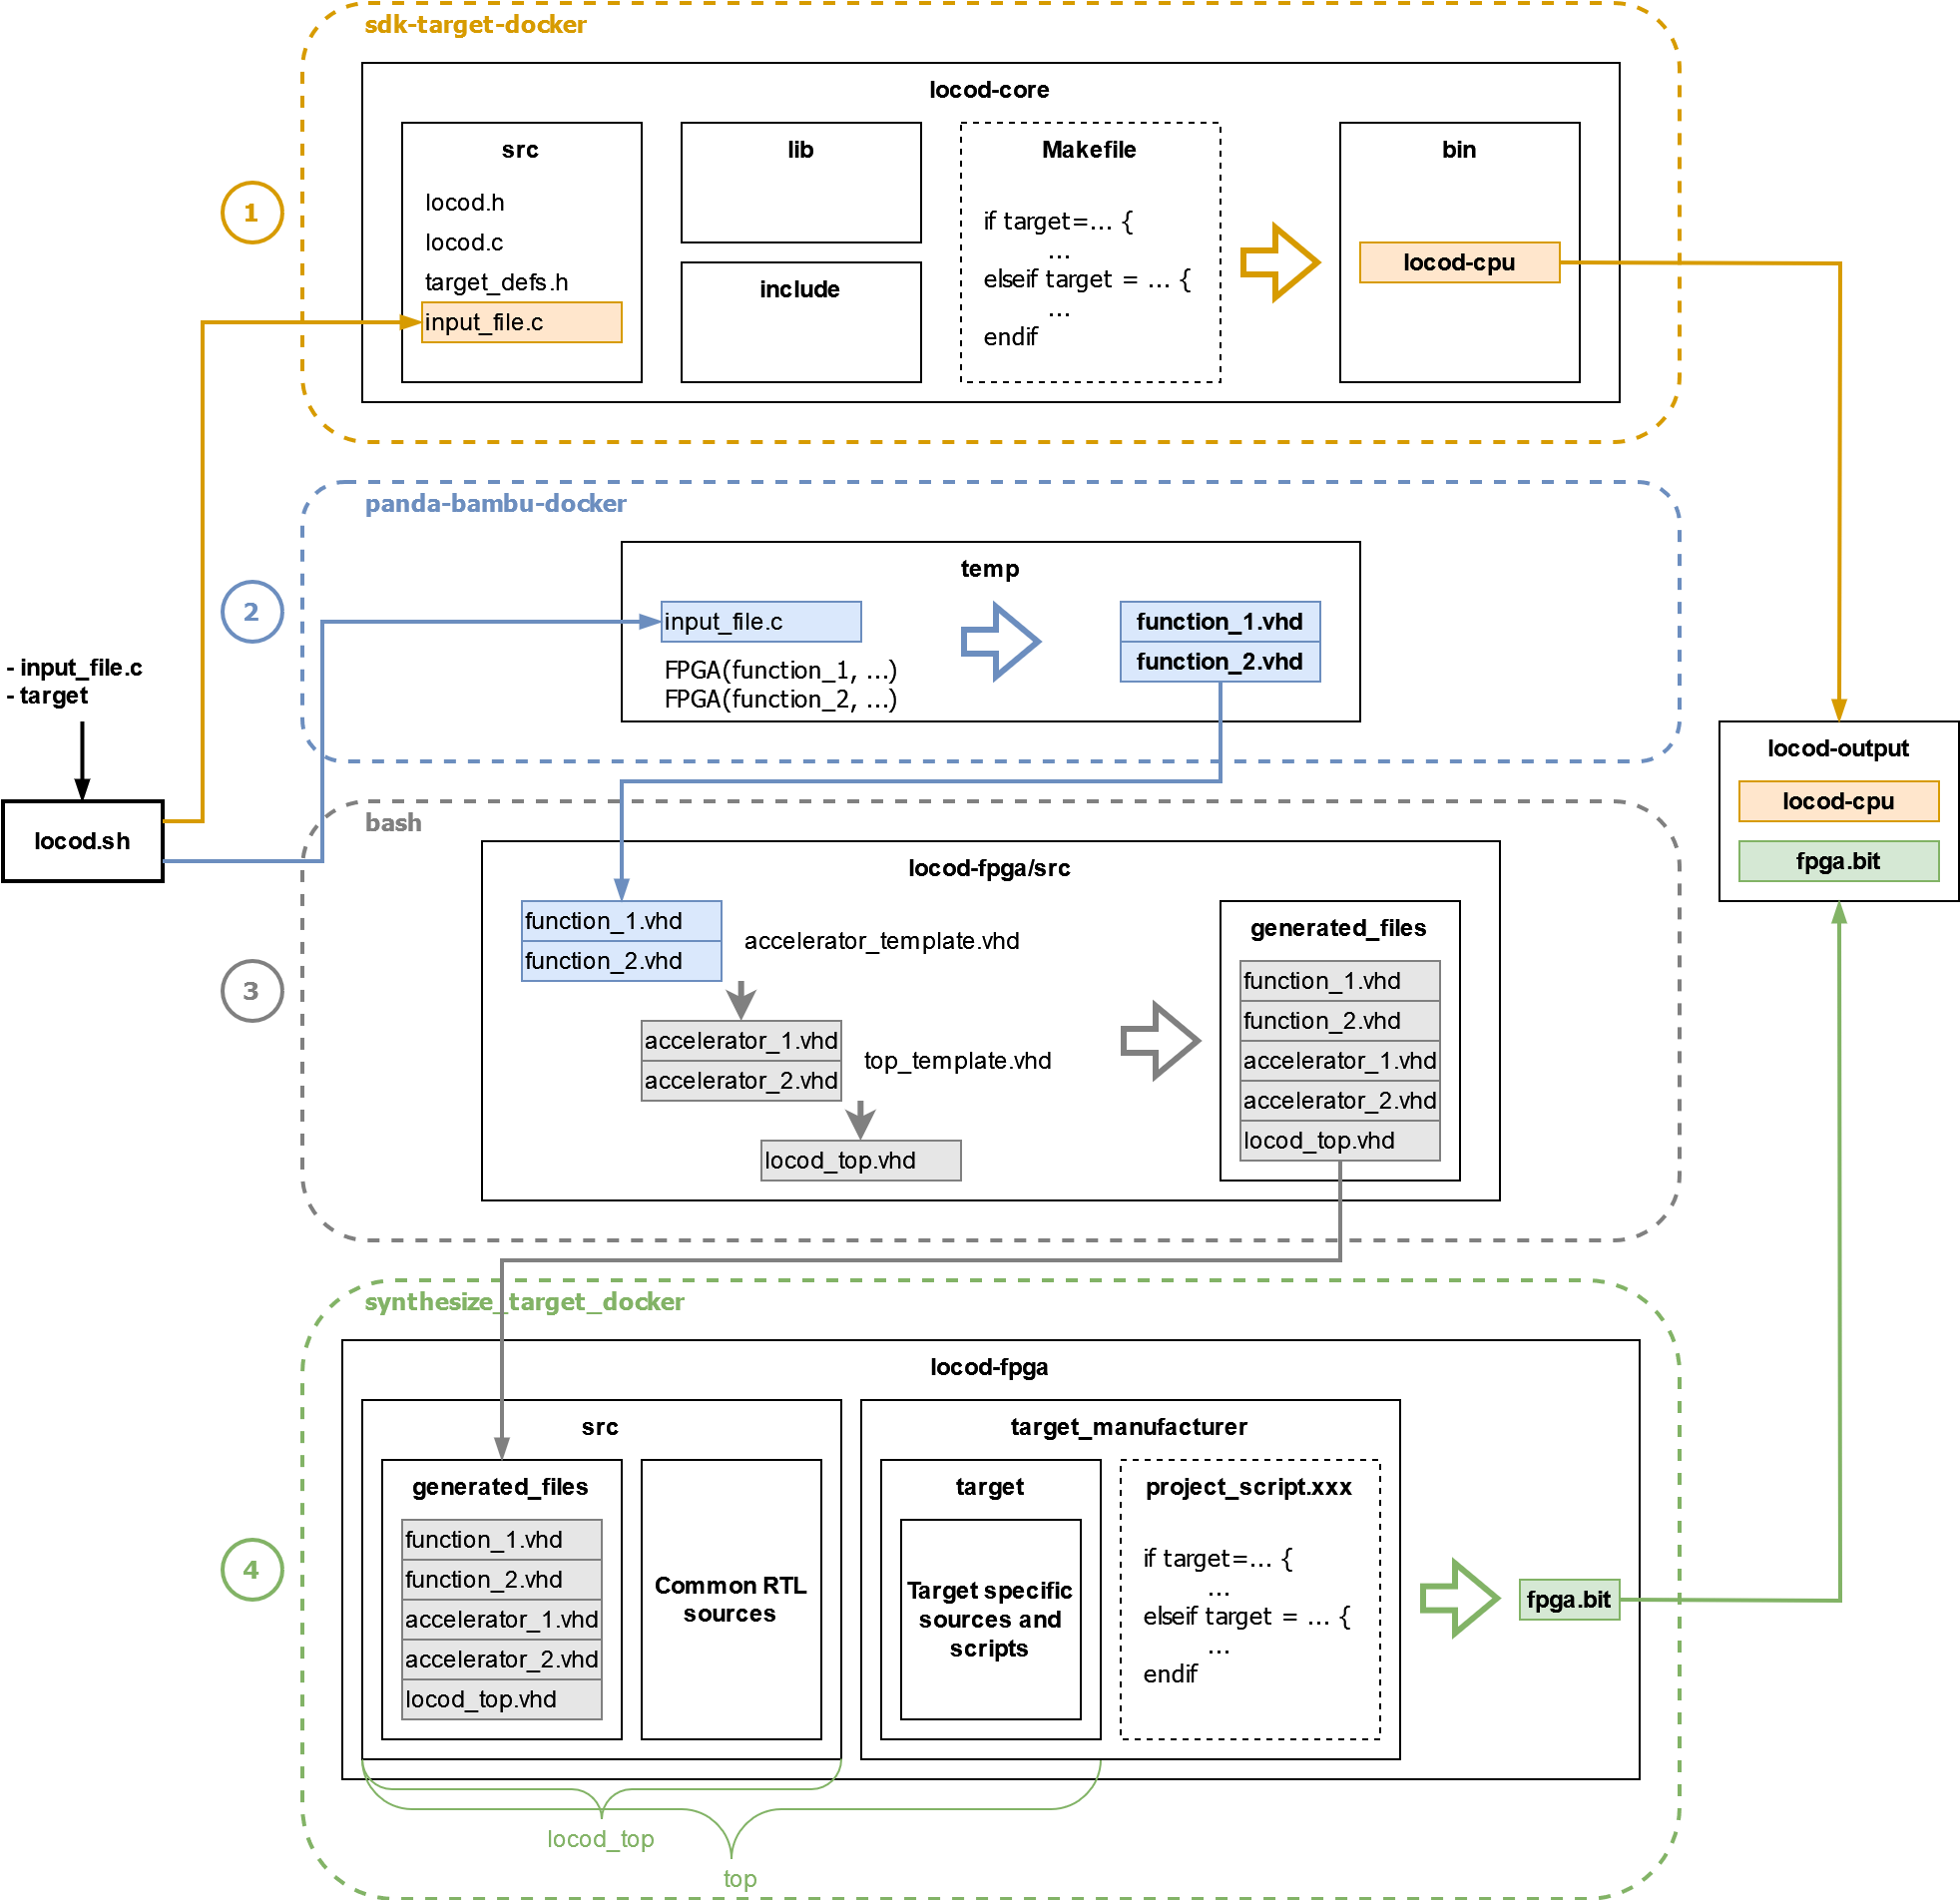 sdk-target-docker
locod-core
src
locod.h
locod.c
target_defs.h
input_file.c
lib
include
Makefile
if target=... {
...
elseif target = ... {
...
endif
bin
locod-cpu
1
panda-bambu-docker
temp
input_file.c
FPGA(function_1, ...)
FPGA(function_2, ...)
function_1.vhd
function_2.vhd
2
- input_file.c
- target
locod.sh
locod-output
locod-cpu
fpga.bit
bash
locod-fpga/src
function_1.vhd
function_2.vhd
accelerator_template.vhd
accelerator_1.vhd
accelerator_2.vhd
top_template.vhd
locod_top.vhd
generated_files
function_1.vhd
function_2.vhd
accelerator_1.vhd
accelerator_2.vhd
locod_top.vhd
3
synthesize_target_docker
locod-fpga
src
generated_files
function_1.vhd
function_2.vhd
accelerator_1.vhd
accelerator_2.vhd
locod_top.vhd
Common RTL
sources
target_manufacturer
target
Target specific
sources and
scripts
project_script.xxx
if target=... {
...
elseif target = ... {
...
endif
fpga.bit
4
locod_top
top